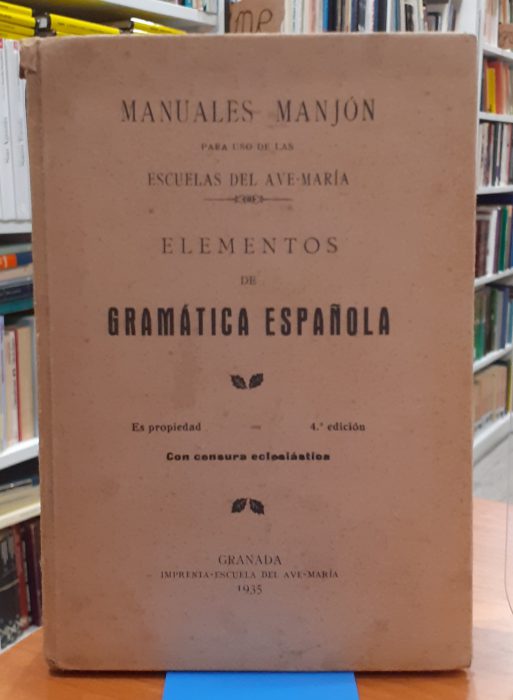 MANUALES MANJÓN
PARA USO DE LAS
ESCUELAS DEL AVE-MARÍA
ELEMENTOS
DE
GRAMÁTICA ESPAÑOLA
Es propiedad — 4.ª edición
Con censura eclesiástica
GRANADA
IMPRENTA-ESCUELA DEL AVE-MARÍA
1935